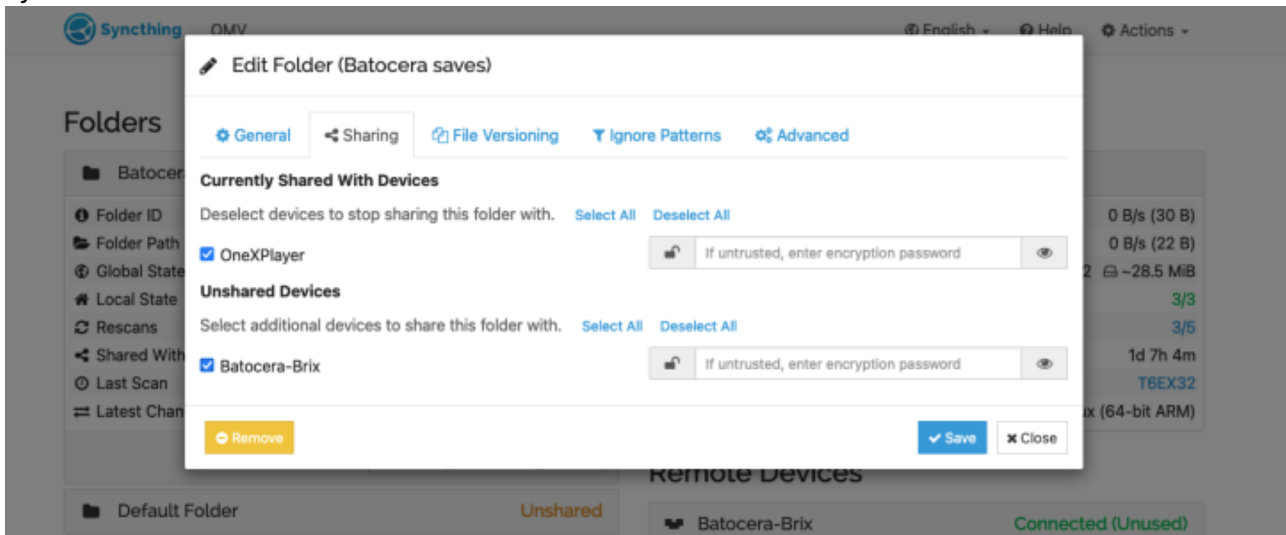 Syncthing OMV English Help Actions
Edit Folder (Batocera saves)
Folders
General Sharing File Versioning Ignore Patterns Advanced
Currently Shared With Devices
Deselect devices to stop sharing this folder with. Select All Deselect All
OneXPlayer If untrusted, enter encryption password
Unshared Devices
Select additional devices to share this folder with. Select All Deselect All
Batocera-Brix If untrusted, enter encryption password
Remove Save Close
Folder ID
Folder Path
Global State
Local State
Rescans
Shared With
Last Scan
Latest Chan
0 B/s (30 B)
0 B/s (22 B)
2 ~28.5 MiB
3/3
3/5
1d 7h 4m
T6EX32
(64-bit ARM)
Remote Devices
Default Folder Unshared
Batocera-Brix Connected (Unused)